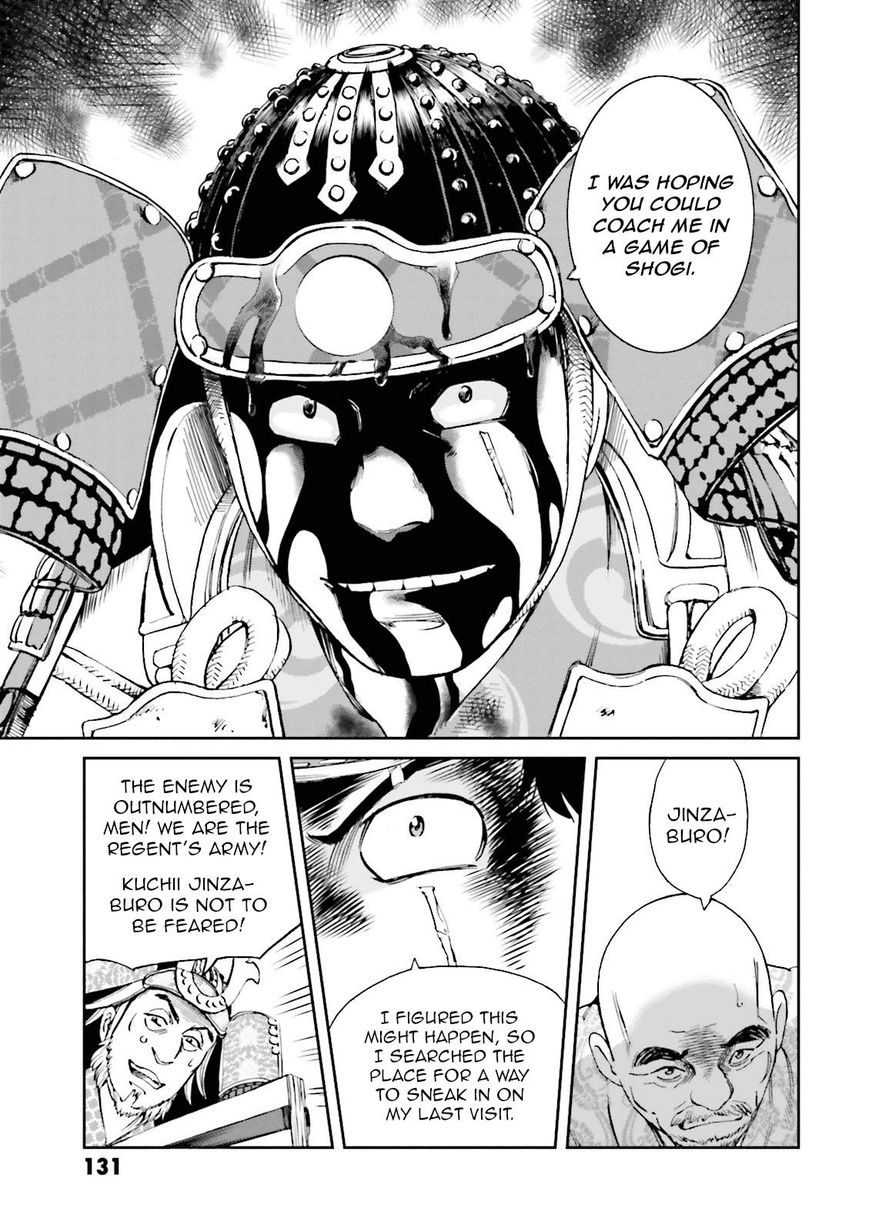 I WAS HOPING
YOU COULD
COACH ME IN
A GAME OF
SHOGI.
JINZA-
BURO!
I FIGURED THIS
MIGHT HAPPEN, SO
I SEARCHED THE
PLACE FOR A WAY
TO SNEAK IN ON
MY LAST VISIT.
THE ENEMY IS
OUTNUMBERED,
MEN! WE ARE THE
REGENT'S ARMY!
KUCHII JINZA-
BURO IS NOT TO
BE FEARED!
131